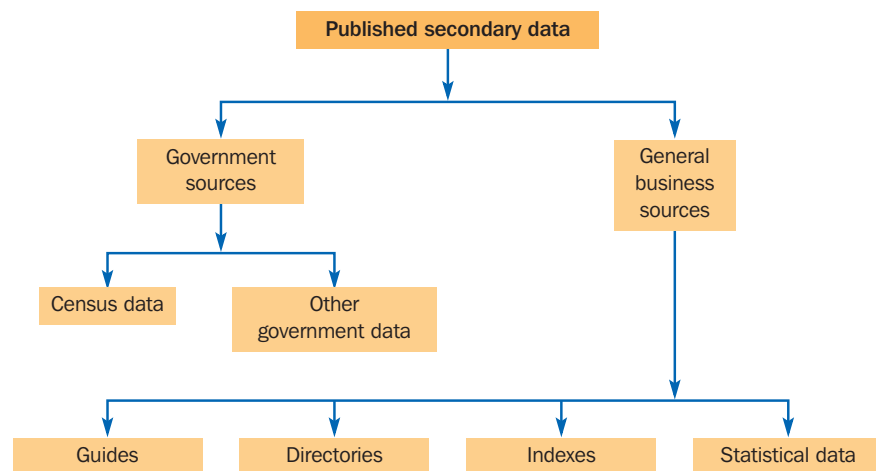 Published secondary data
Government
sources
General
business
sources
Census data
Other
government data
Guides
Directories
Indexes
Statistical data